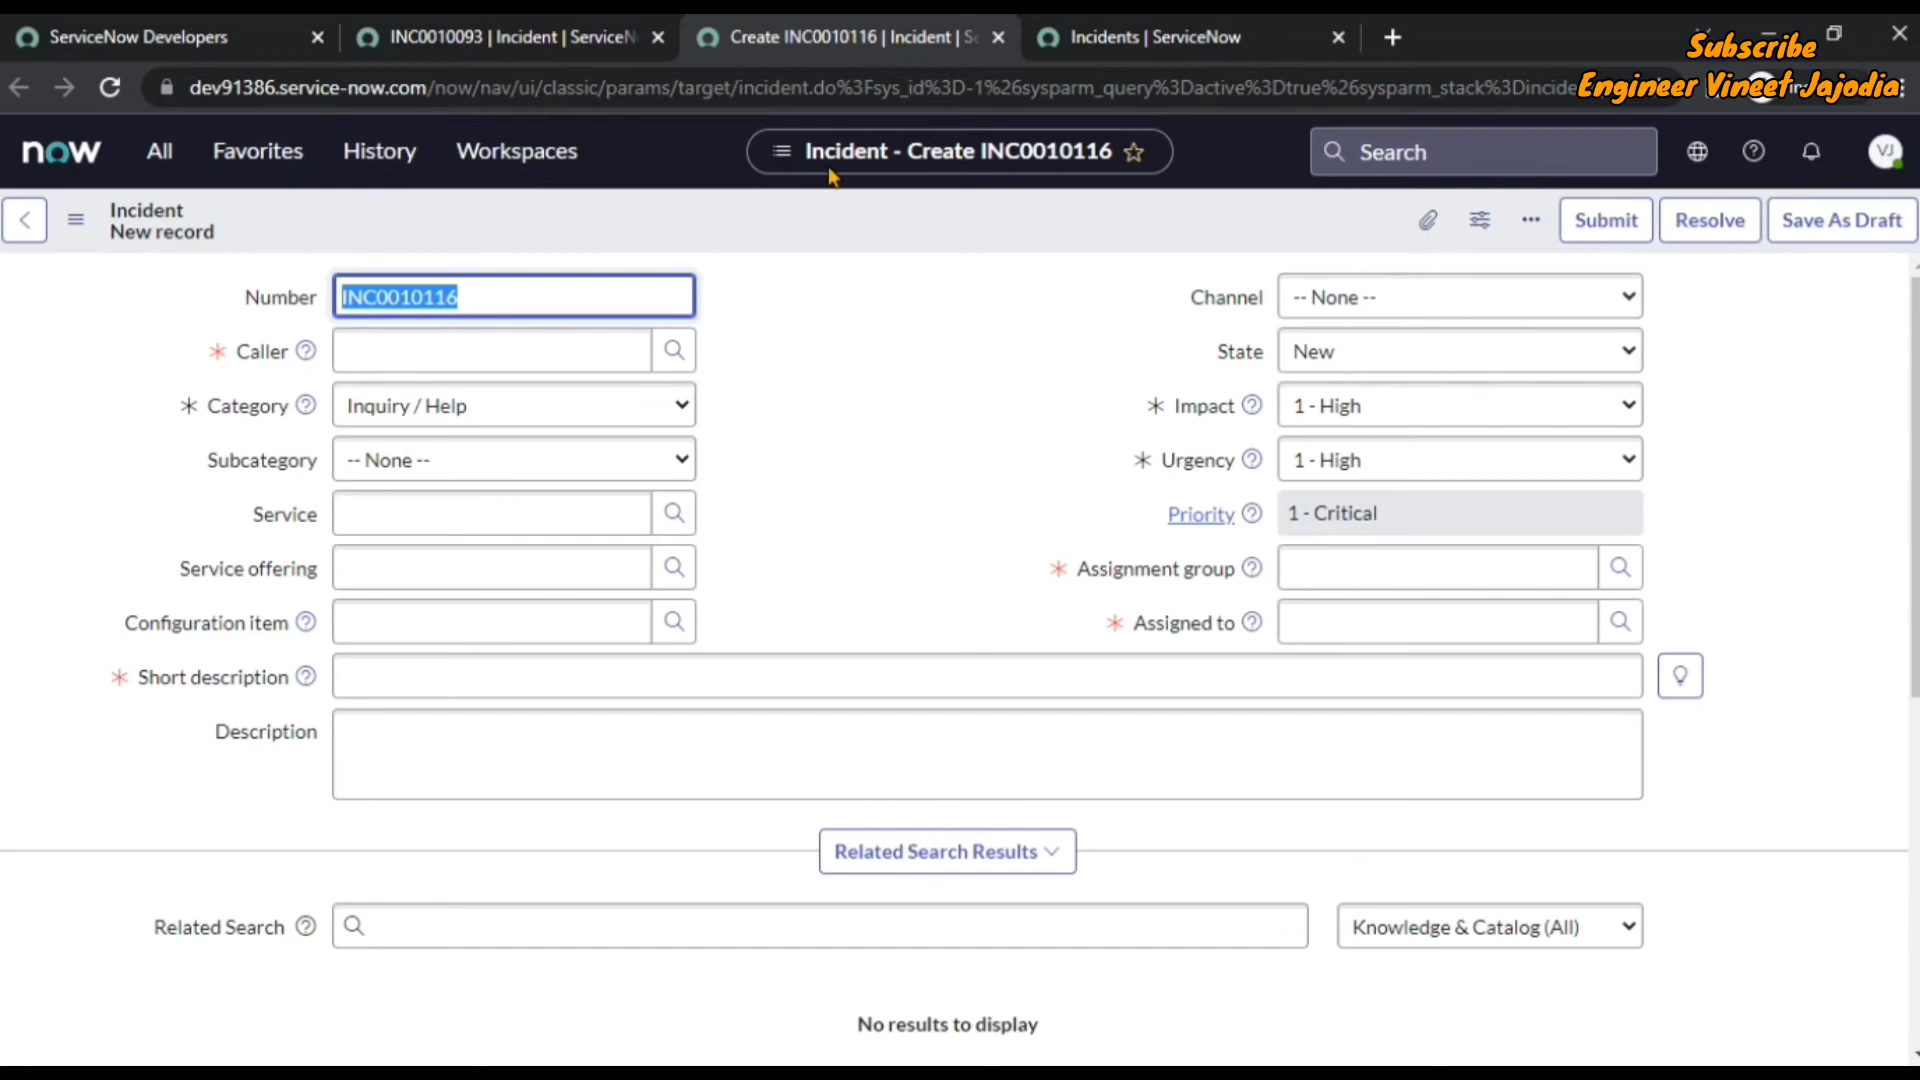 ServiceNow Developers
INC0010093 | Incident | ServiceN
Create INC0010116 | Incident | Se
Incidents | ServiceNow
Subscribe
Engineer Vineet Jajodia
dev91386.service-now.com/now/nav/ui/classic/params/target/incident.do%3Fsys_id%3D-1%26sysparm_query%3Dactive%3Dtrue%26sysparm_stack%3Dincide
now All Favorites History Workspaces
Incident - Create INC0010116
Search
VJ
Incident
New record
Submit Resolve Save As Draft
Number INC0010116
Channel -- None --
* Caller
State New
* Category Inquiry / Help
* Impact 1 - High
Subcategory -- None --
* Urgency 1 - High
Service
Priority 1 - Critical
Service offering
* Assignment group
Configuration item
* Assigned to
* Short description
Description
Related Search Results
Related Search
Knowledge & Catalog (All)
No results to display